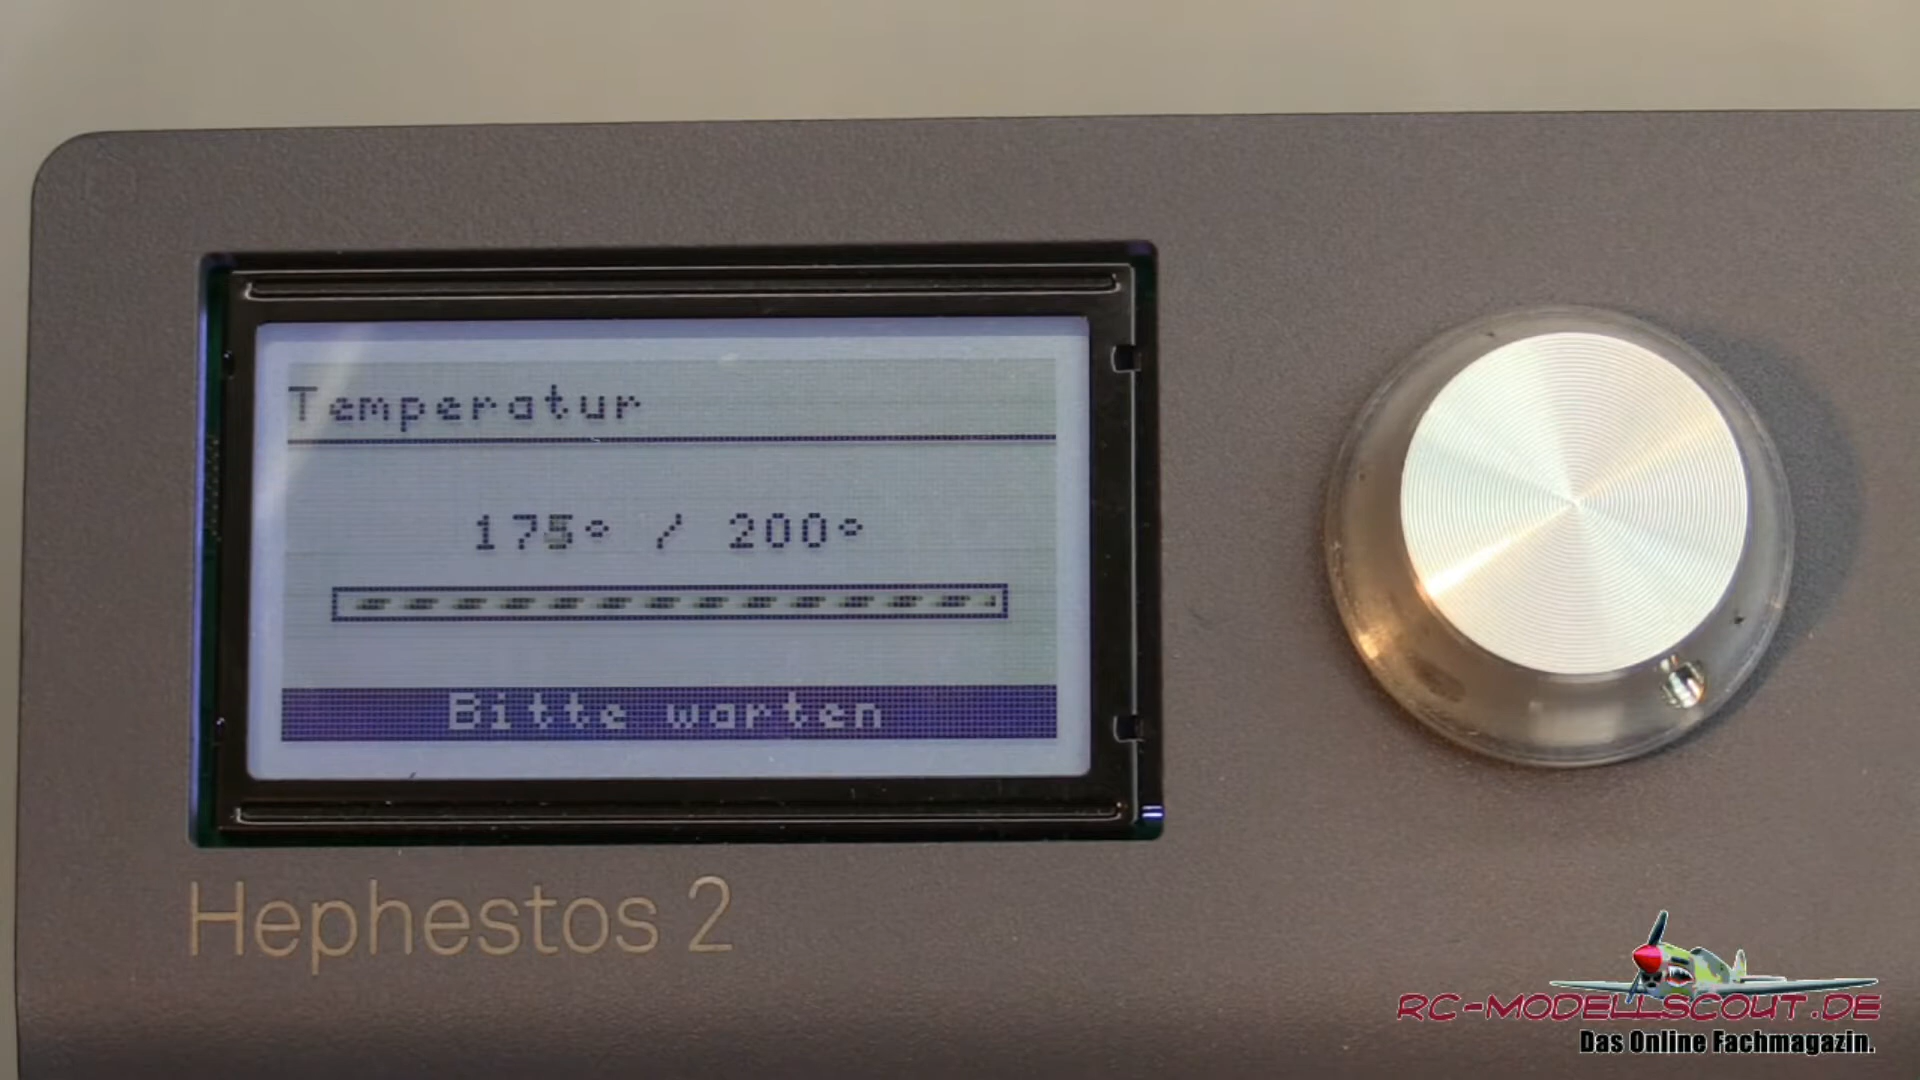 Temperatur
175° / 200°
Bitte warten
Hephestos 2
RC-MODELLSCOUT.DE
Das Online Fachmagazin.